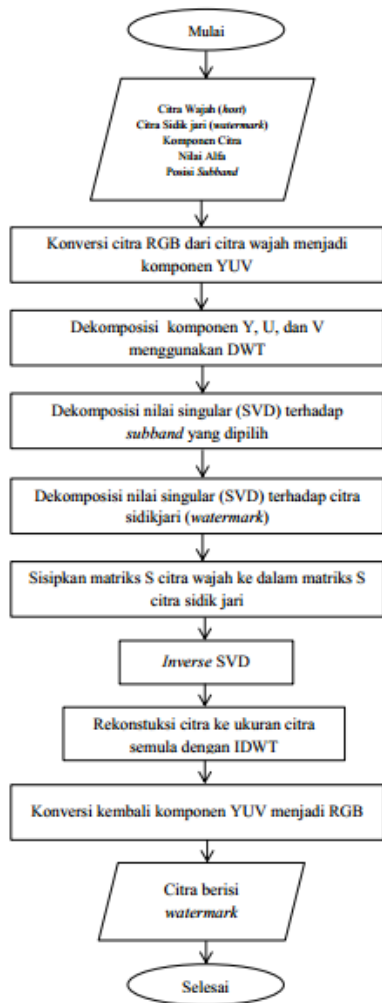 Mulai
Citra Wajah (host)
Citra Sidik jari (watermark)
Komponen Citra
Nilai Alfa
Posisi Subband
Konversi citra RGB dari citra wajah menjadi
komponen YUV
Dekomposisi komponen Y, U, dan V
menggunakan DWT
Dekomposisi nilai singular (SVD) terhadap
subband yang dipilih
Dekomposisi nilai singular (SVD) terhadap citra
sidikjari (watermark)
Sisipkan matriks S citra wajah ke dalam matriks S
citra sidik jari
Inverse SVD
Rekonstuksi citra ke ukuran citra
semula dengan IDWT
Konversi kembali komponen YUV menjadi RGB
Citra berisi
watermark
Selesai